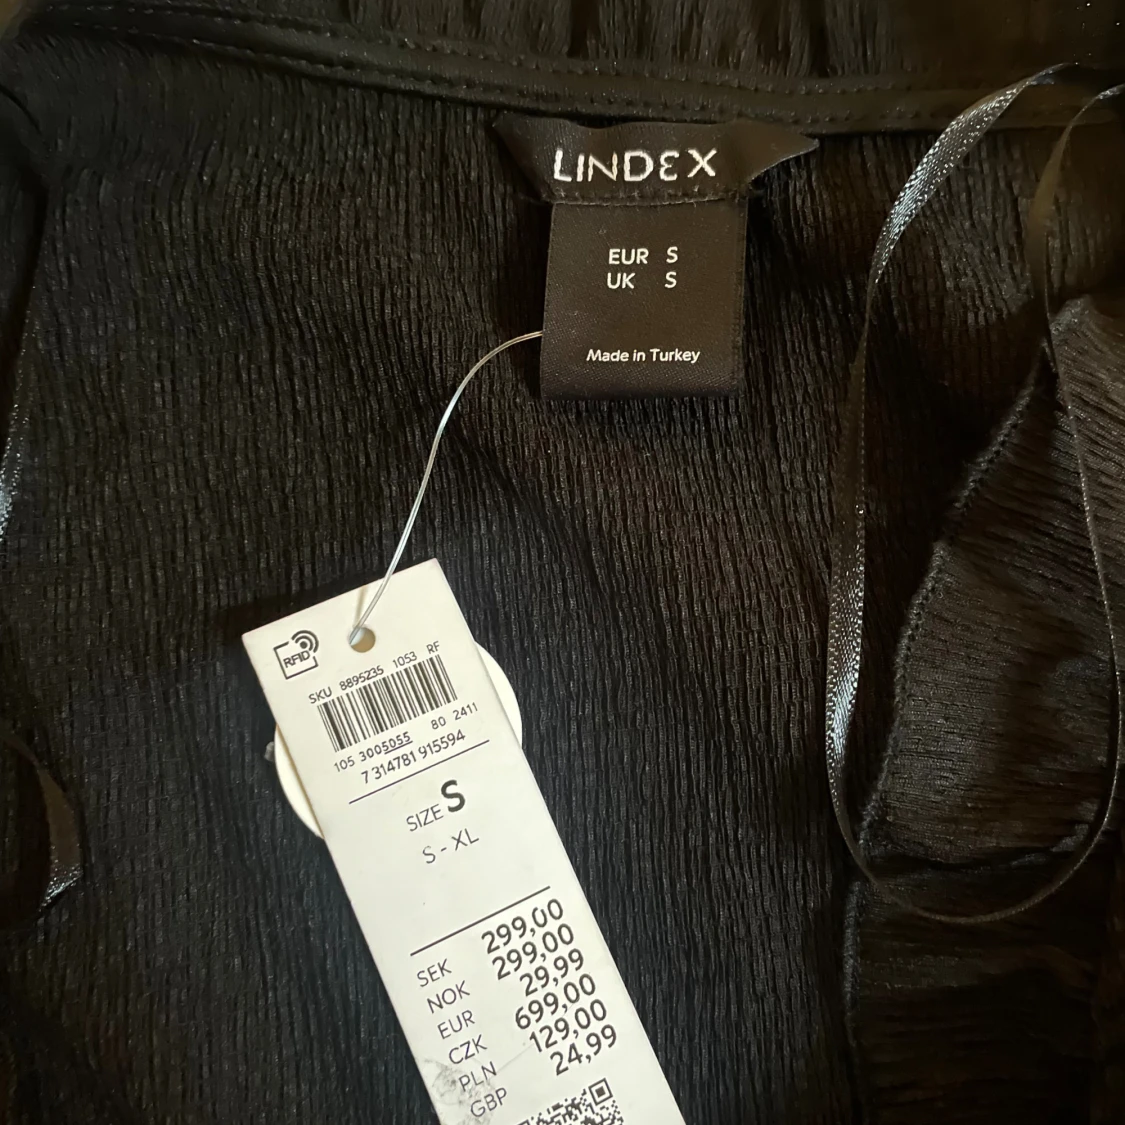 LINDEX
EUR S
UK S
Made in Turkey
RFID
SKU 8895235 1053 RF
80 2411
105 3005055
7 314781 915594
SIZE S
S - XL
SEK 299,00
NOK 299,00
EUR 29,99
CZK 699,00
PLN 129,00
GBP 24,99